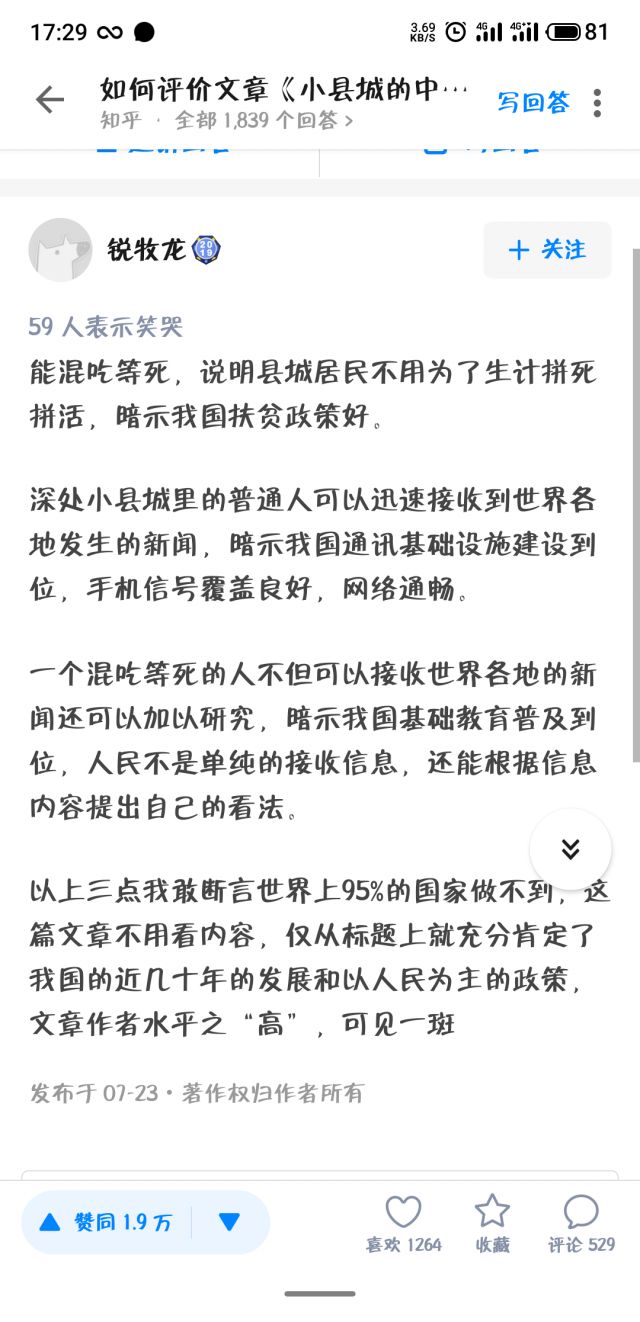 17:29
3.69 KB/S 4G 4G+ 81
如何评价文章《小县城的中···
知乎 · 全部 1,839 个回答 >
写回答
锐牧龙 2019
+ 关注
59 人表示笑哭
能混吃等死，说明县城居民不用为了生计拼死
拼活，暗示我国扶贫政策好。
深处小县城里的普通人可以迅速接收到世界各
地发生的新闻，暗示我国通讯基础设施建设到
位，手机信号覆盖良好，网络通畅。
一个混吃等死的人不但可以接收世界各地的新
闻还可以加以研究，暗示我国基础教育普及到
位，人民不是单纯的接收信息，还能根据信息
内容提出自己的看法。
以上三点我敢断言世界上95%的国家做不到，这
篇文章不用看内容，仅从标题上就充分肯定了
我国的近几十年的发展和以人民为主的政策，
文章作者水平之“高”，可见一斑
发布于 07-23 · 著作权归作者所有
赞同 1.9 万
喜欢 1264
收藏
评论 529